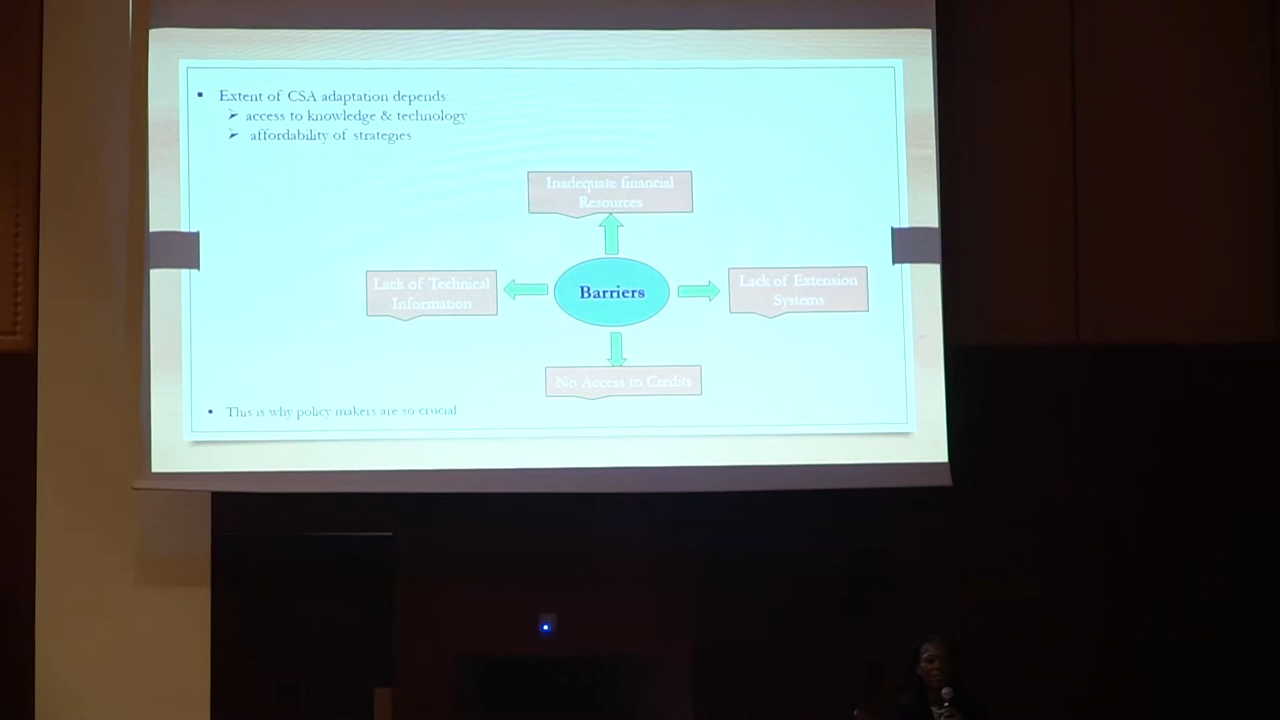 ▪ Extent of CSA adaptation depends:
➢ access to knowledge & technology
➢ affordability of strategies
Inadequate financial
Resources
Lack of Technical
Information
Barriers
Lack of Extension
Systems
No Access to Credits
• This is why policy makers are so crucial